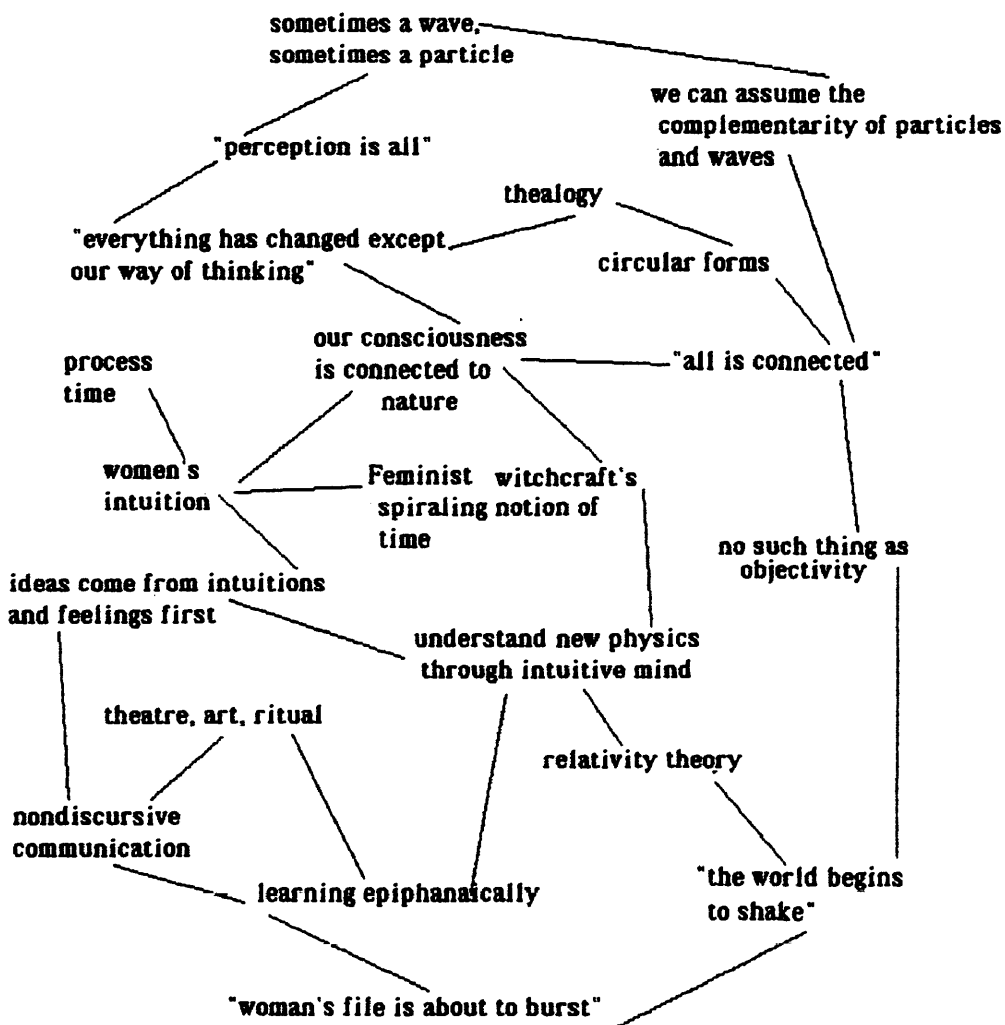 sometimes a wave,
sometimes a particle
we can assume the
complementarity of particles
and waves
"perception is all"
thealogy
"everything has changed except
our way of thinking"
circular forms
our consciousness
is connected to
nature
"all is connected"
process
time
women's
intuition
Feminist witchcraft's
spiraling notion of
time
no such thing as
objectivity
ideas come from intuitions
and feelings first
understand new physics
through intuitive mind
theatre, art, ritual
relativity theory
nondiscursive
communication
learning epiphanaically
"the world begins
to shake"
"woman's file is about to burst"